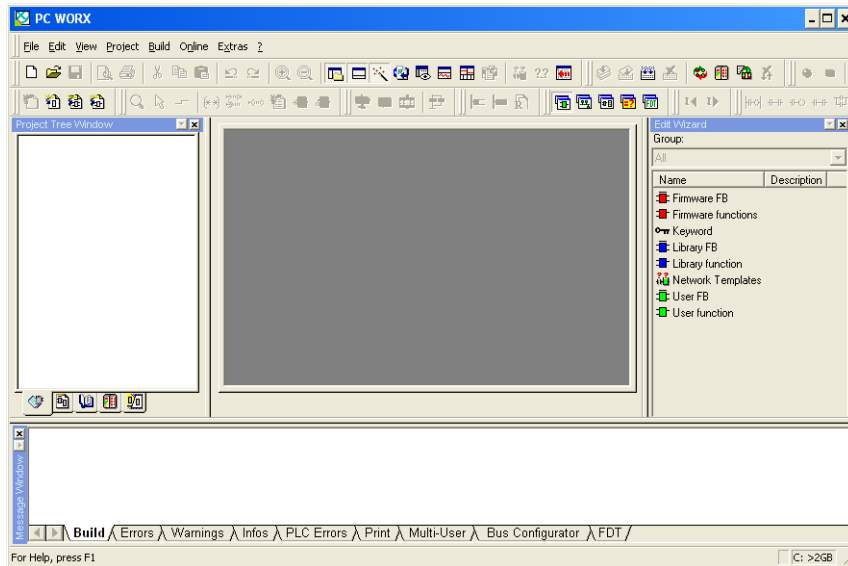 PC WORX
File Edit View Project Build Online Extras ?
Project Tree Window
Edit Wizard
Group:
All
Name Description
Firmware FB
Firmware functions
Keyword
Library FB
Library function
Network Templates
User FB
User function
Message Window
Build Errors Warnings Infos PLC Errors Print Multi-User Bus Configurator FDT
For Help, press F1
C: >2GB